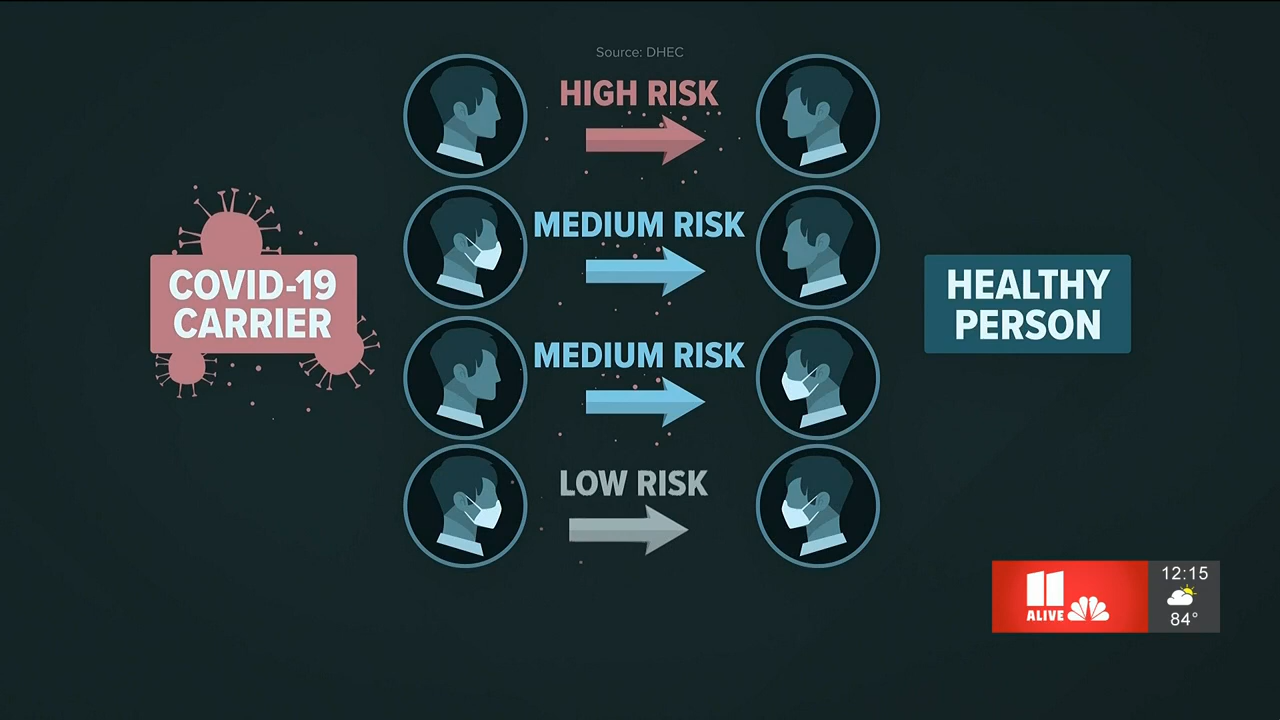 Source: DHEC
HIGH RISK
MEDIUM RISK
COVID-19
CARRIER
HEALTHY
PERSON
MEDIUM RISK
LOW RISK
11
ALIVE
12:15
84°